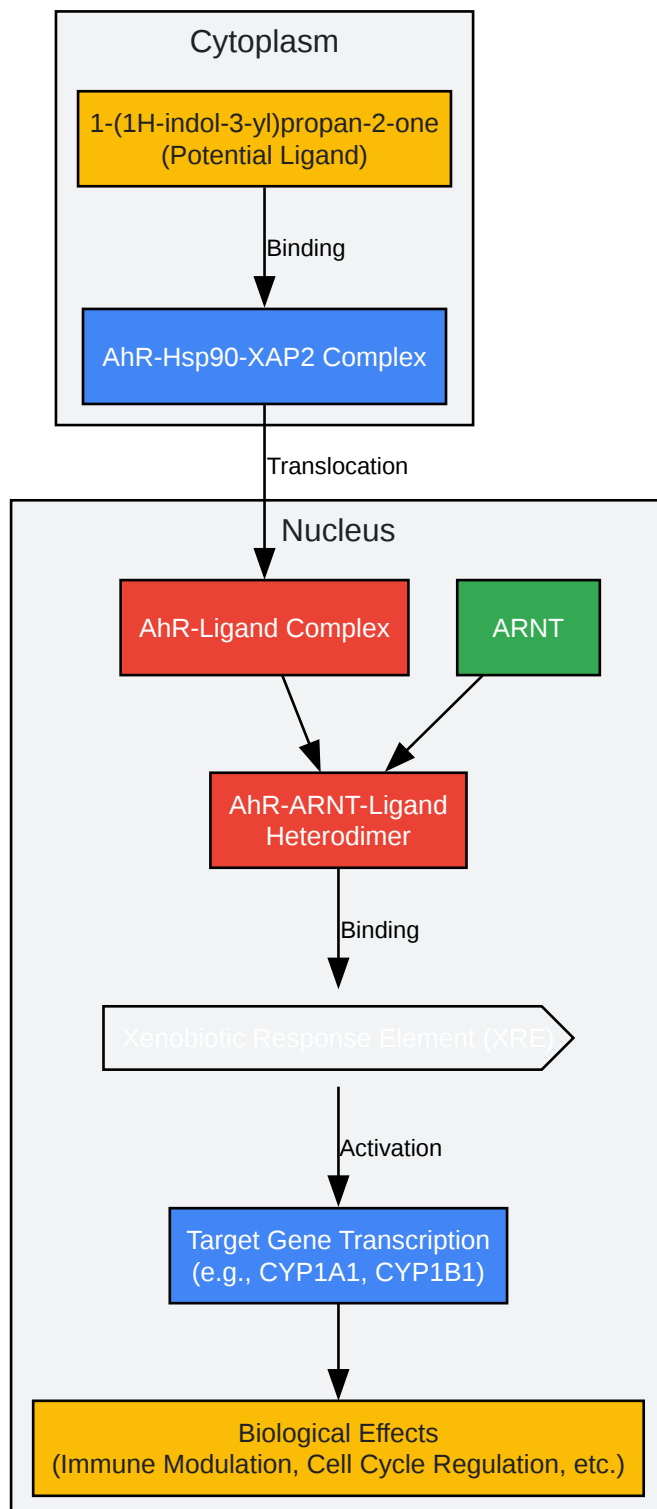 Cytoplasm
1-(1H-indol-3-yl)propan-2-one
(Potential Ligand)
Binding
AhR-Hsp90-XAP2 Complex
Translocation
Nucleus
AhR-Ligand Complex
ARNT
AhR-ARNT-Ligand
Heterodimer
Binding
Xenobiotic Response Element (XRE)
Activation
Target Gene Transcription
(e.g., CYP1A1, CYP1B1)
Biological Effects
(Immune Modulation, Cell Cycle Regulation, etc.)